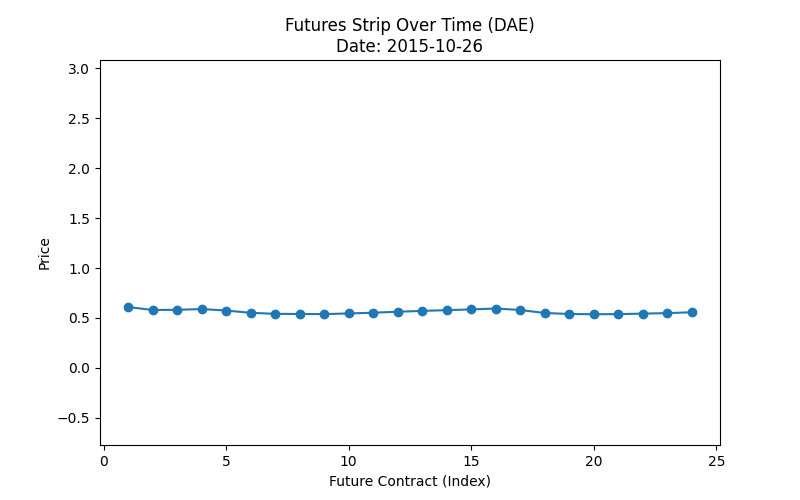 Futures Strip Over Time (DAE)
Date: 2015-10-26
3.0
2.5
2.0
1.5
1.0
0.5
0.0
−0.5
Price
0 5 10 15 20 25
Future Contract (Index)